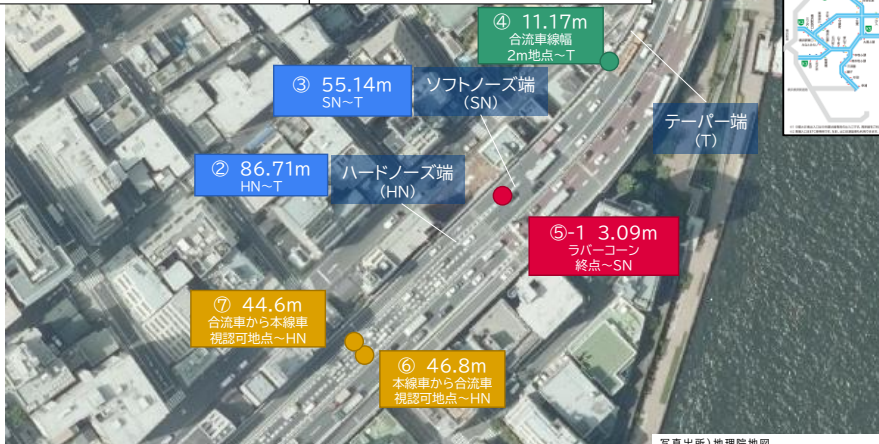 ④ 11.17m
合流車線幅
2m地点～T
③ 55.14m
SN～T
ソフトノーズ端
(SN)
テーパー端
(T)
② 86.71m
HN～T
ハードノーズ端
(HN)
⑤-1 3.09m
ラバーコーン
終点～SN
⑦ 44.6m
合流車から本線車
視認可地点～HN
⑥ 46.8m
本線車から合流車
視認可地点～HN
写真出所)地理院地図